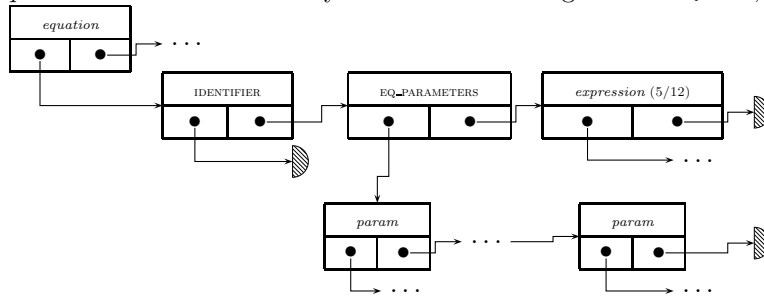 equation
...
IDENTIFIER EQ_PARAMETERS expression (5/12)
...
param ... param
... ...